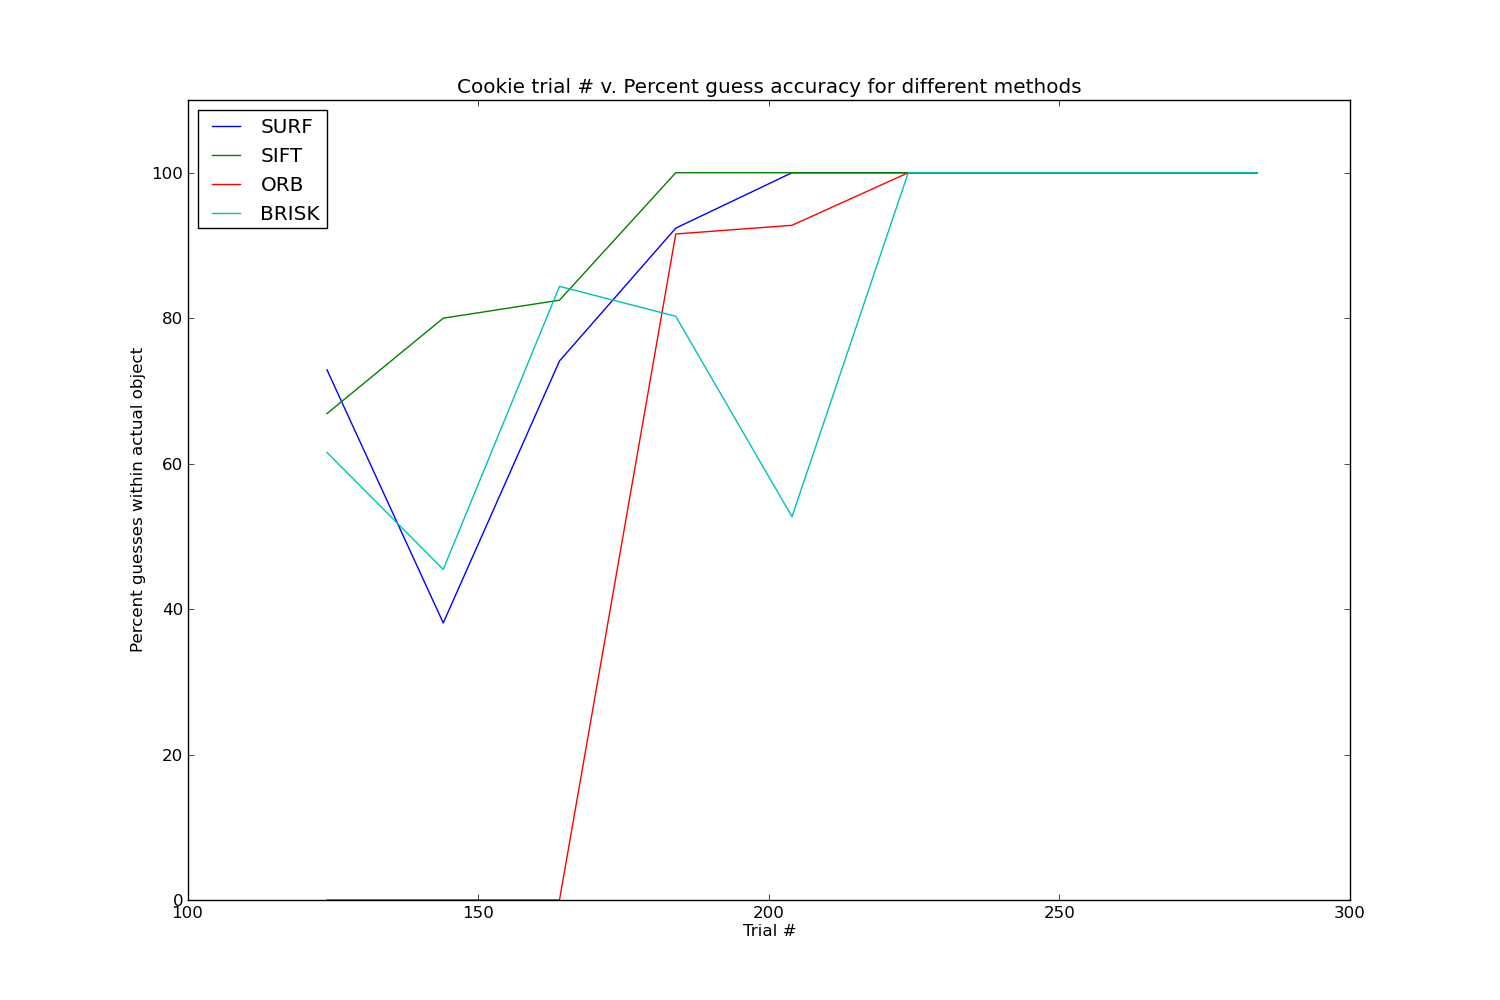 Cookie trial # v. Percent guess accuracy for different methods
SURF
SIFT
ORB
BRISK
Percent guesses within actual object
100
80
60
40
20
0
100
150
200
250
300
Trial #